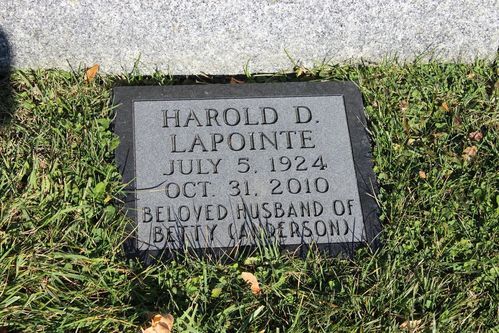 HAROLD D.
LAPOINTE
JULY 5. 1924
OCT. 31. 2010
BELOVED HUSBAND OF
BETTY (ANDERSON)